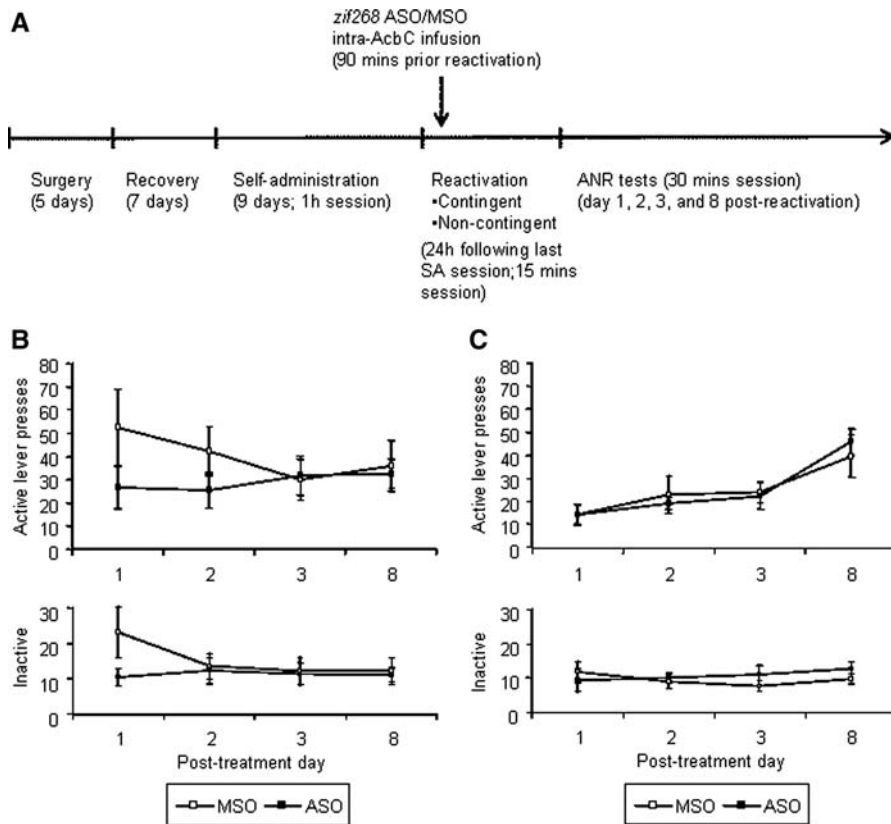 A
zif268 ASO/MSO
intra-AcbC infusion
(90 mins prior reactivation)
Surgery
(5 days)
Recovery
(7 days)
Self-administration
(9 days; 1h session)
Reactivation
▪Contingent
▪Non-contingent
(24h following last
SA session;15 mins
session)
ANR tests (30 mins session)
(day 1, 2, 3, and 8 post-reactivation)
B
Active lever presses
80
70
60
50
40
30
20
10
0
1 2 3 8
Inactive
30
20
10
0
1 2 3 8
Post-treatment day
MSO ASO
C
Active lever presses
80
70
60
50
40
30
20
10
0
1 2 3 8
Inactive
30
20
10
0
1 2 3 8
Post-treatment day
MSO ASO